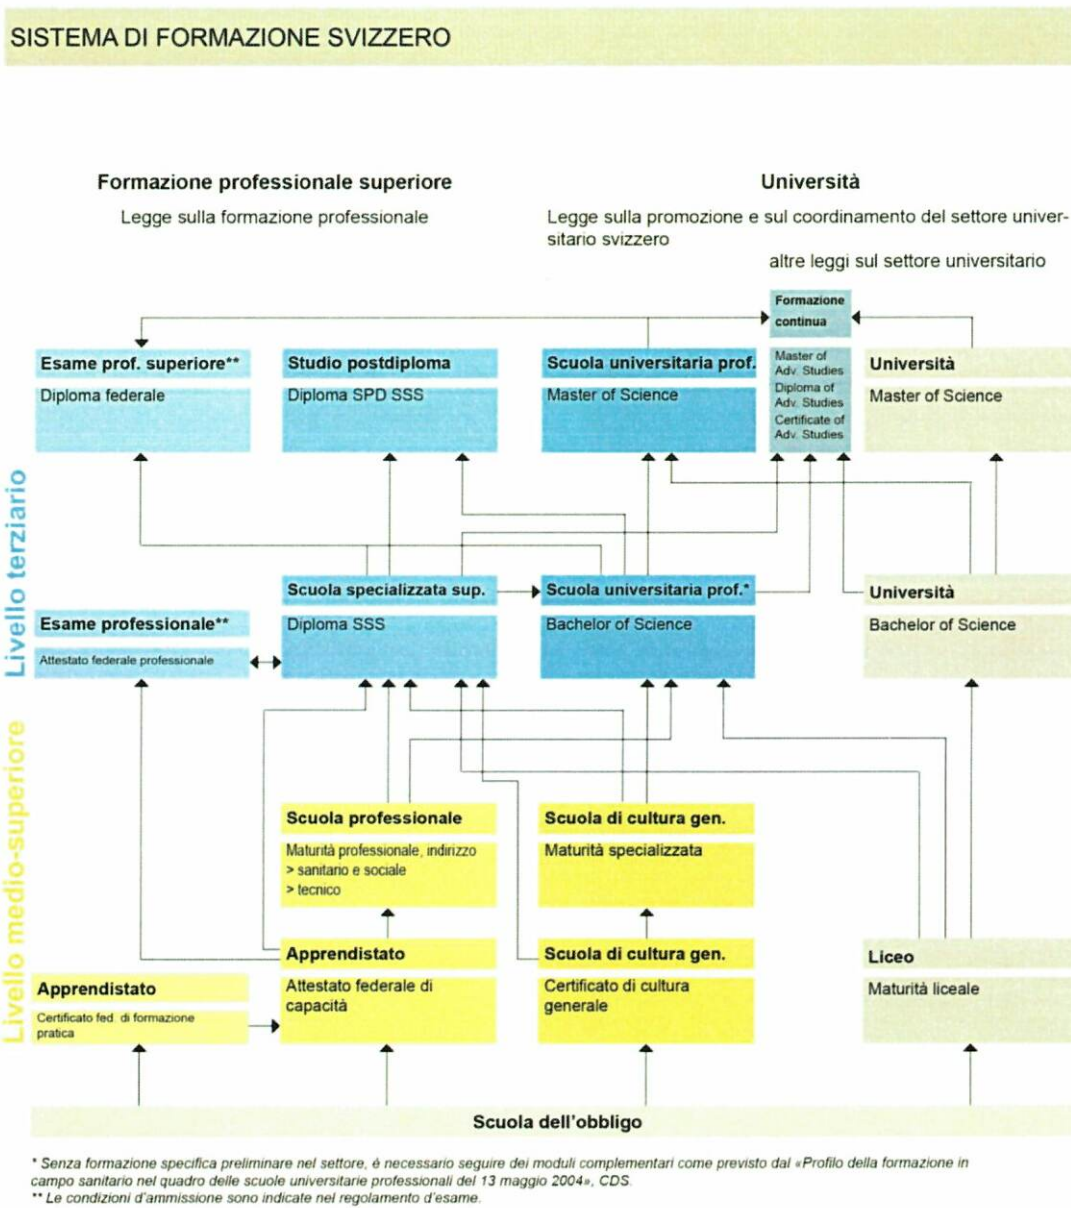 SISTEMA DI FORMAZIONE SVIZZERO
Formazione professionale superiore
Legge sulla formazione professionale
Università
Legge sulla promozione e sul coordinamento del settore univer-
sitario svizzero
altre leggi sul settore universitario
Formazione
continua
Esame prof. superiore**
Diploma federale
Studio postdiploma
Diploma SPD SSS
Scuola universitaria prof.
Master of Science
Master of
Adv. Studies
Diploma of
Adv. Studies
Certificate of
Adv. Studies
Università
Master of Science
Livello terziario
Esame professionale**
Attestato federale professionale
Scuola specializzata sup.
Diploma SSS
Scuola universitaria prof.*
Bachelor of Science
Università
Bachelor of Science
Livello medio-superiore
Scuola professionale
Maturità professionale, indirizzo
> sanitario e sociale
> tecnico
Scuola di cultura gen.
Maturità specializzata
Apprendistato
Certificato fed. di formazione
pratica
Apprendistato
Attestato federale di
capacità
Scuola di cultura gen.
Certificato di cultura
generale
Liceo
Maturità liceale
Scuola dell'obbligo
* Senza formazione specifica preliminare nel settore, è necessario seguire dei moduli complementari come previsto dal «Profilo della formazione in
campo sanitario nel quadro delle scuole universitarie professionali del 13 maggio 2004», CDS.
** Le condizioni d'ammissione sono indicate nel regolamento d'esame.